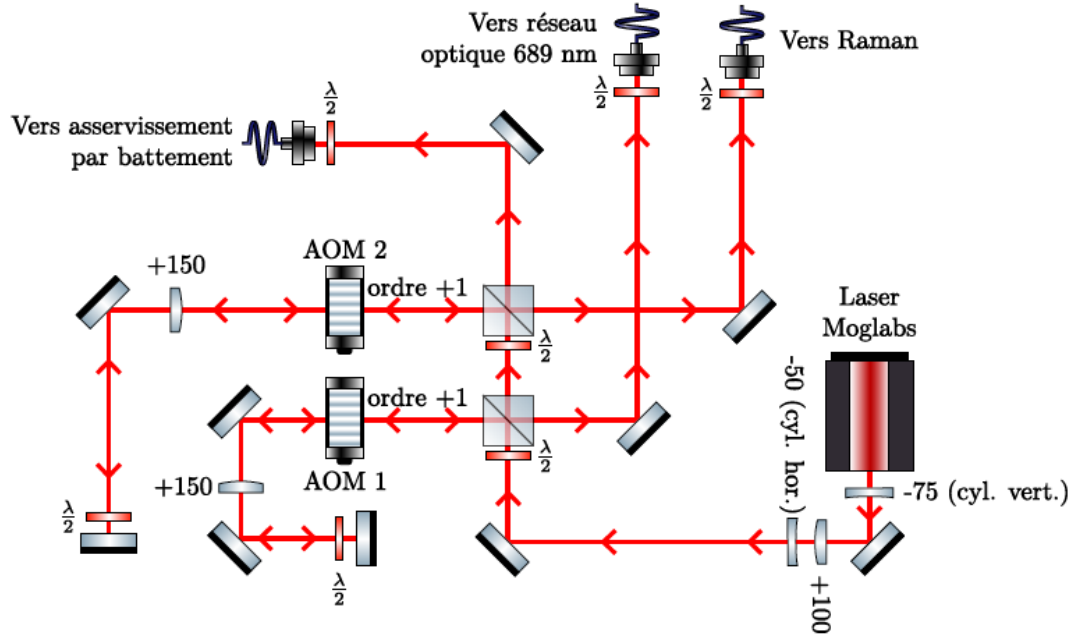 Vers réseau
optique 689 nm
λ/2
Vers Raman
λ/2
Vers asservissement
par battement
λ/2
+150
AOM 2
ordre +1
λ/2
Laser
Moglabs
-50 (cyl. hor.)
ordre +1
λ/2
AOM 1
+150
-75 (cyl. vert.)
λ/2
λ/2
+100